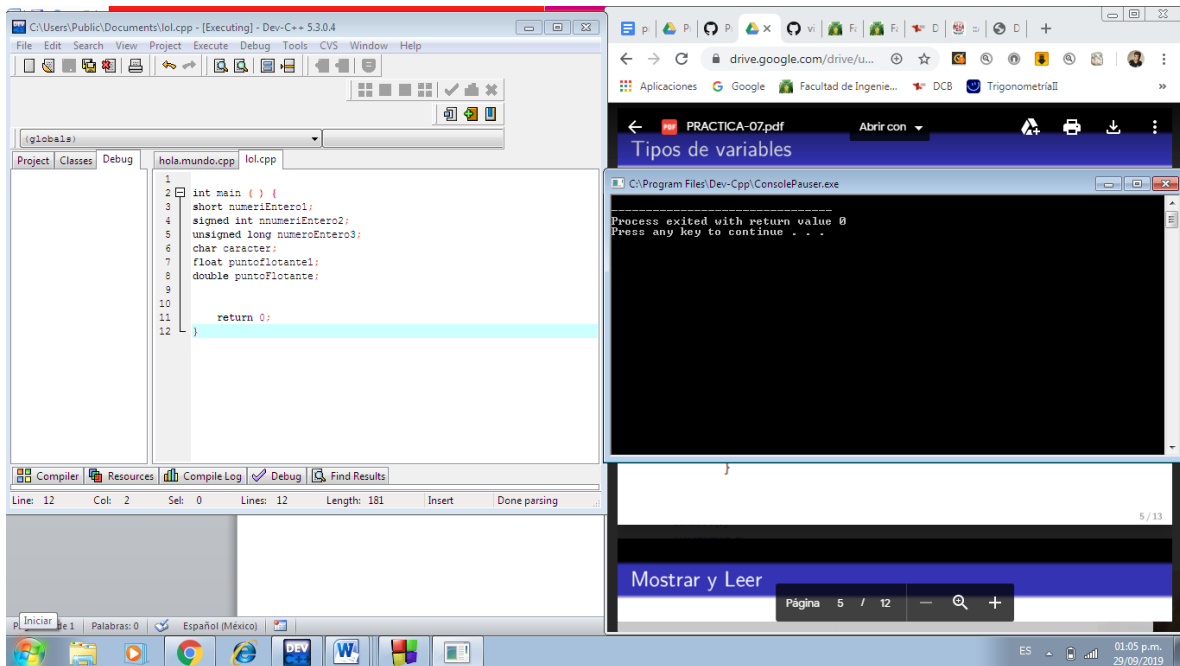 C:\Users\Public\Documents\lol.cpp - [Executing] - Dev-C++ 5.3.0.4
File Edit Search View Project Execute Debug Tools CVS Window Help
(globals)
Project Classes Debug
hola.mundo.cpp lol.cpp
1
2 int main ( ) {
3 short numeriEntero1;
4 signed int nnumeriEntero2;
5 unsigned long numeroEntero3;
6 char caracter;
7 float puntoflotante1;
8 double puntoFlotante;
9
10
11 return 0;
12 }
Compiler Resources Compile Log Debug Find Results
Line: 12 Col: 2 Sel: 0 Lines: 12 Length: 181 Insert Done parsing
de 1 Palabras: 0 Español (México)
Iniciar
drive.google.com/drive/u...
Aplicaciones Google Facultad de Ingenie... DCB TrigonometríaII »
PDF PRACTICA-07.pdf Abrir con
Tipos de variables
C:\Program Files\Dev-Cpp\ConsolePauser.exe
--------------------------------
Process exited with return value 0
Press any key to continue . . .
}
5 / 13
Mostrar y Leer
Página 5 / 12
DEV C++
W
ES 01:05 p.m.
29/09/2019